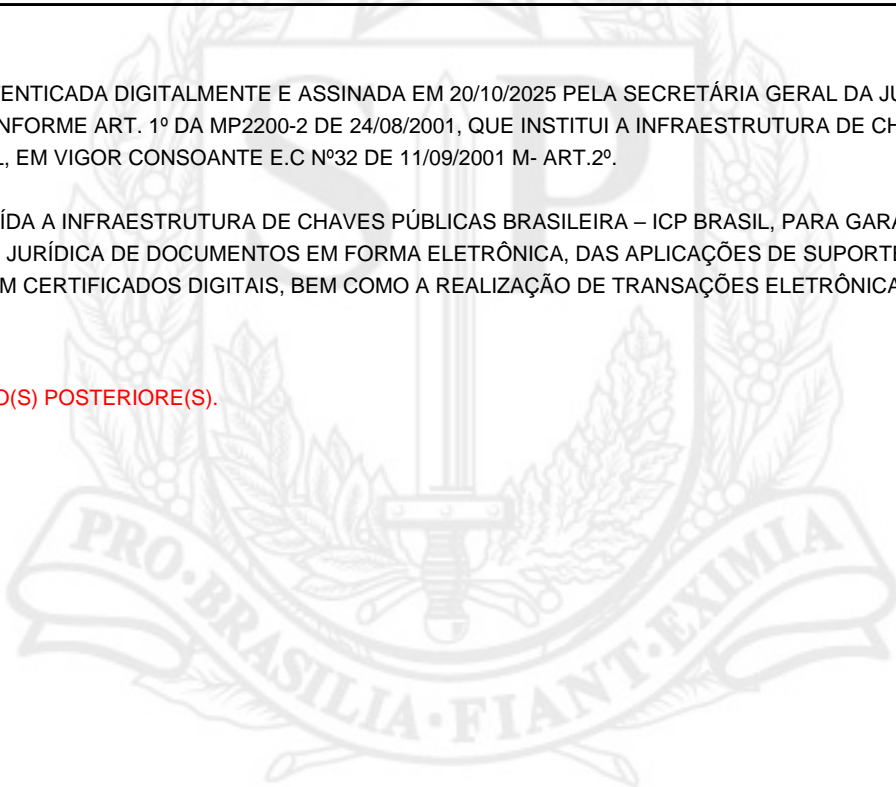 ENTICADA DIGITALMENTE E ASSINADA EM 20/10/2025 PELA SECRETÁRIA GERAL DA JU
NFORME ART. 1º DA MP2200-2 DE 24/08/2001, QUE INSTITUI A INFRAESTRUTURA DE CH
L, EM VIGOR CONSOANTE E.C Nº32 DE 11/09/2001 M- ART.2º.
ÍDA A INFRAESTRUTURA DE CHAVES PÚBLICAS BRASILEIRA – ICP BRASIL, PARA GARA
JURÍDICA DE DOCUMENTOS EM FORMA ELETRÔNICA, DAS APLICAÇÕES DE SUPORTE
M CERTIFICADOS DIGITAIS, BEM COMO A REALIZAÇÃO DE TRANSAÇÕES ELETRÔNICA
O(S) POSTERIORE(S).
SP
PRO·BRASILIA·FIANT·EXIMIA